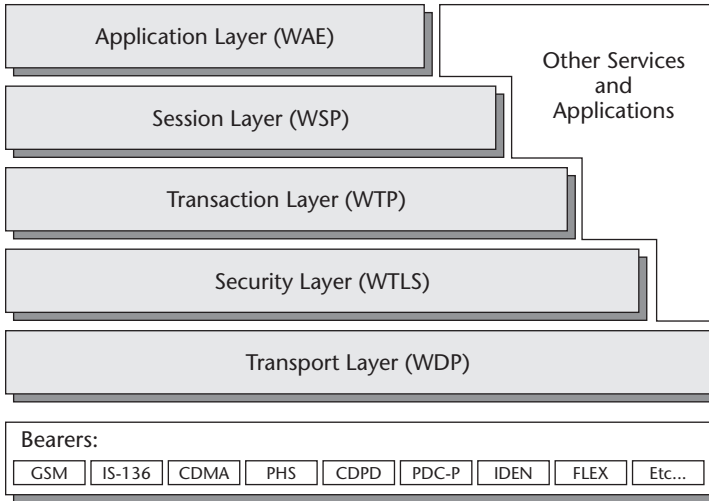 Application Layer (WAE)
Other Services
and
Applications
Session Layer (WSP)
Transaction Layer (WTP)
Security Layer (WTLS)
Transport Layer (WDP)
Bearers:
GSM IS-136 CDMA PHS CDPD PDC-P IDEN FLEX Etc...